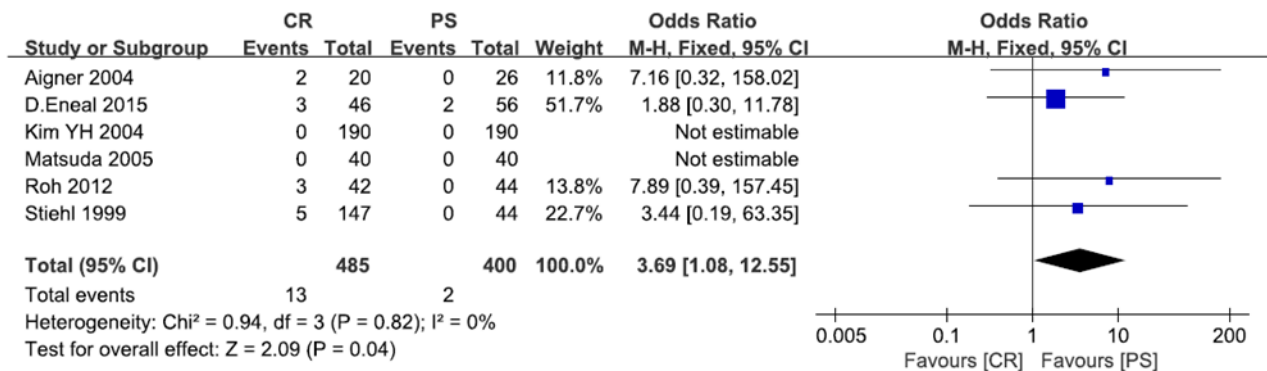 CR PS Odds Ratio Odds Ratio
Study or Subgroup Events Total Events Total Weight M-H, Fixed, 95% CI M-H, Fixed, 95% CI
Aigner 2004 2 20 0 26 11.8% 7.16 [0.32, 158.02]
D.Eneal 2015 3 46 2 56 51.7% 1.88 [0.30, 11.78]
Kim YH 2004 0 190 0 190 Not estimable
Matsuda 2005 0 40 0 40 Not estimable
Roh 2012 3 42 0 44 13.8% 7.89 [0.39, 157.45]
Stiehl 1999 5 147 0 44 22.7% 3.44 [0.19, 63.35]
Total (95% CI) 485 400 100.0% 3.69 [1.08, 12.55]
Total events 13 2
Heterogeneity: Chi² = 0.94, df = 3 (P = 0.82); I² = 0%
Test for overall effect: Z = 2.09 (P = 0.04)
0.005 0.1 1 10 200
Favours [CR] Favours [PS]